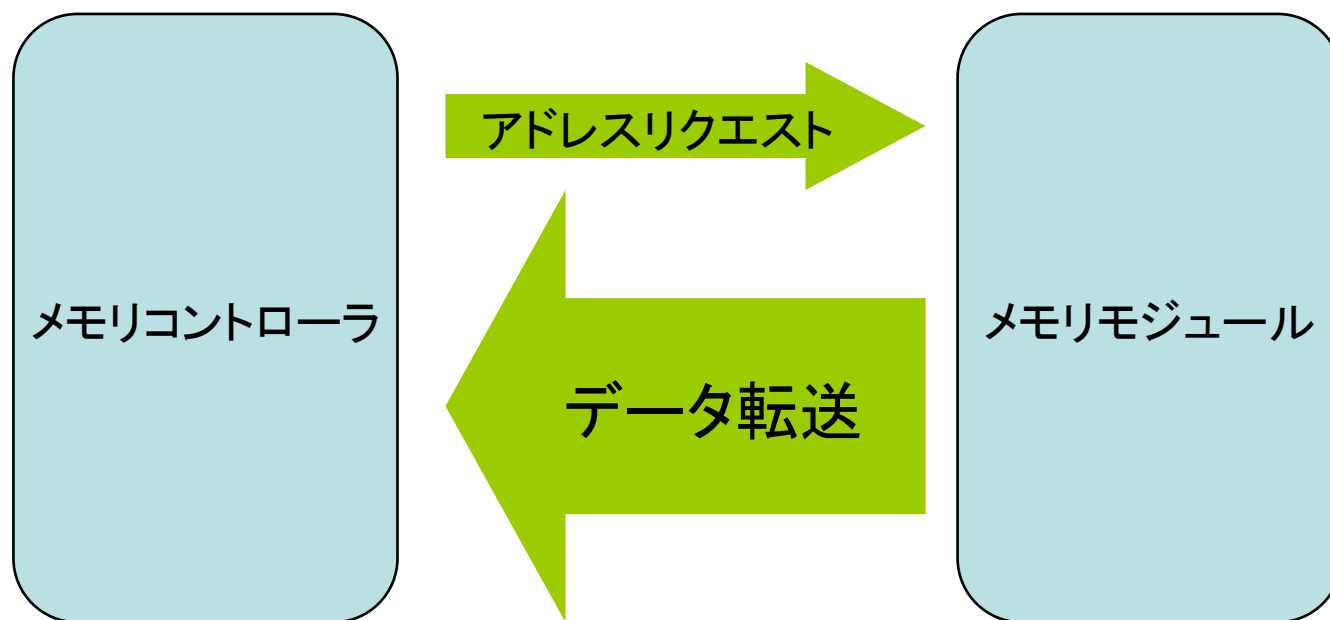 アドレスリクエスト
メモリコントローラ
メモリモジュール
データ転送